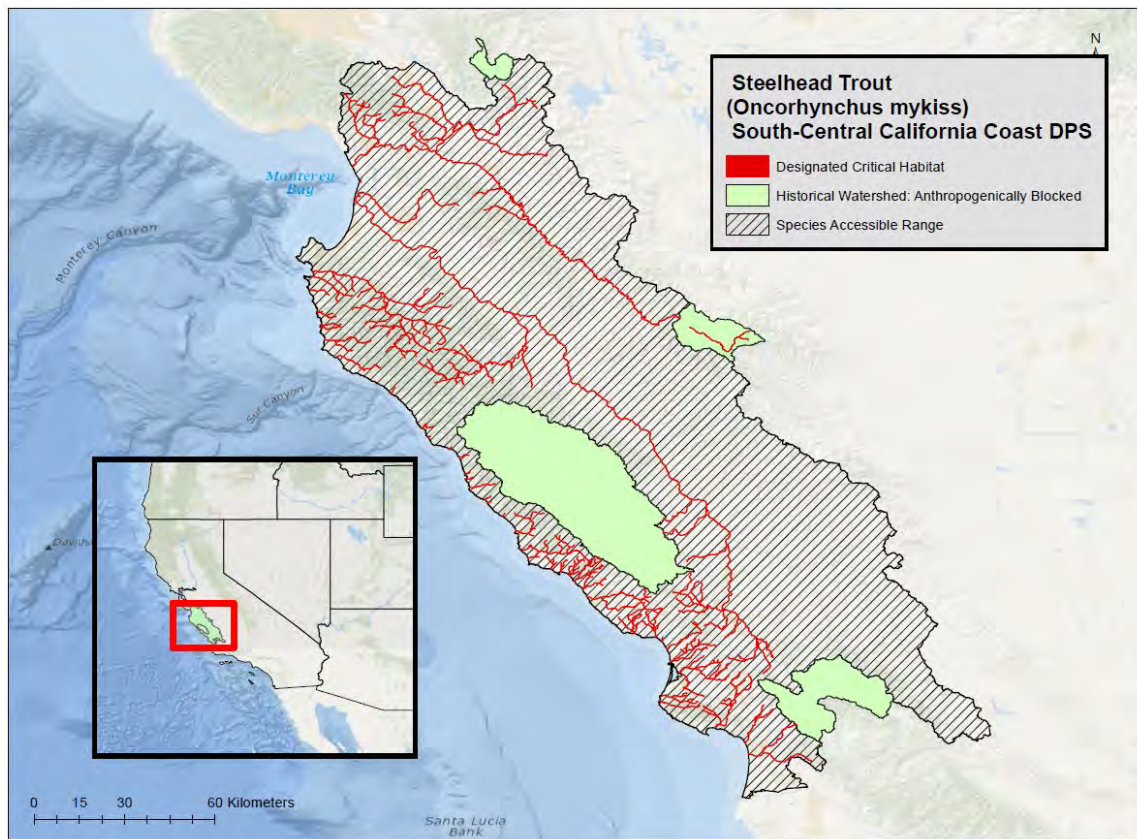 N
Steelhead Trout
(Oncorhynchus mykiss)
South-Central California Coast DPS
Designated Critical Habitat
Historical Watershed: Anthropogenically Blocked
Species Accessible Range
Monterey
Bay
Monterey Canyon
Sur Canyon
Davids
0 15 30 60 Kilometers
Santa Lucia
Bank